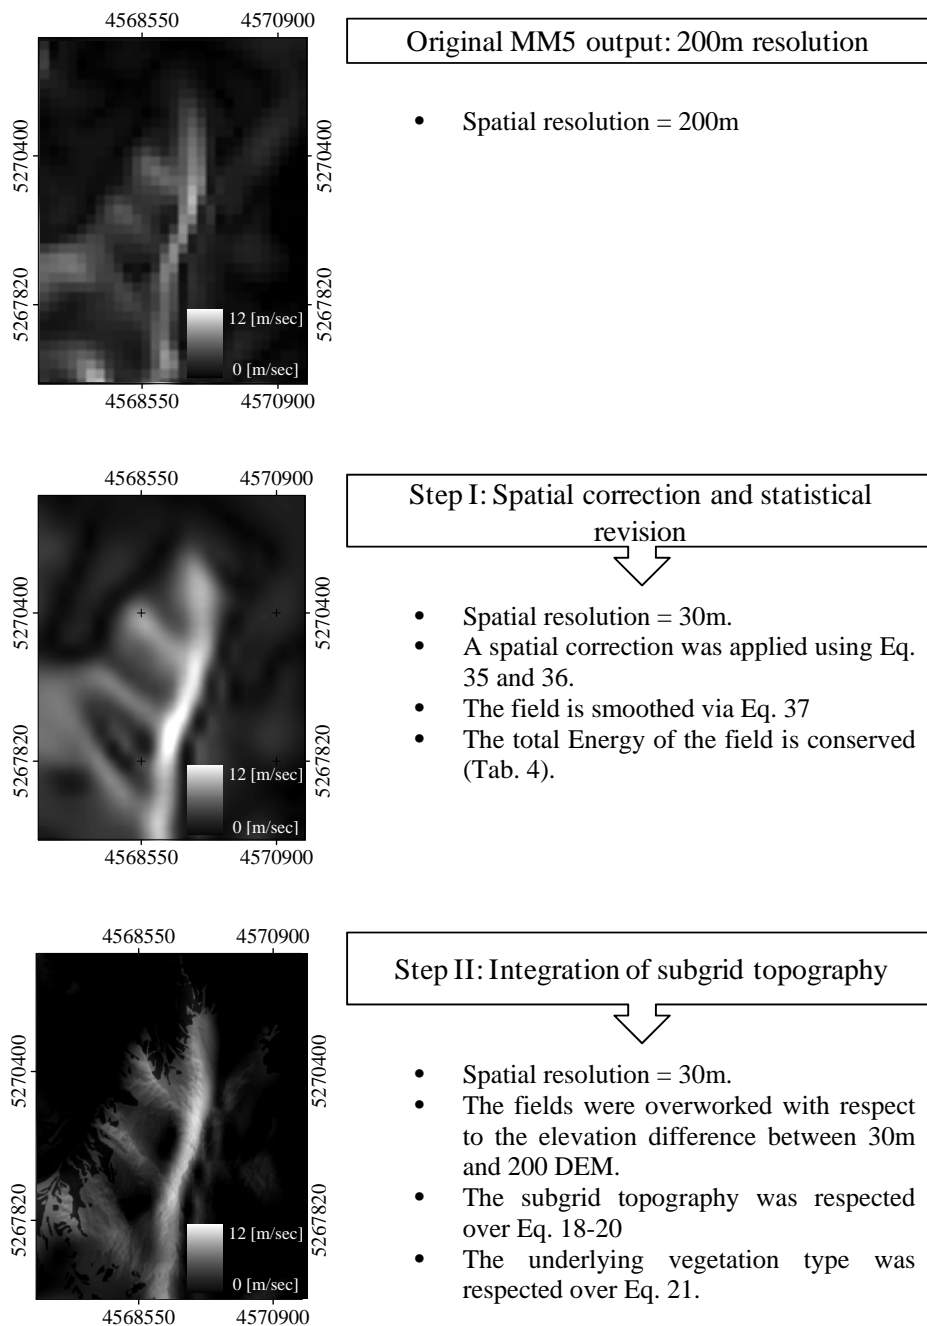 4568550 4570900
Original MM5 output: 200m resolution
• Spatial resolution = 200m
5270400 5270400
5267820 5267820
12 [m/sec]
0 [m/sec]
4568550 4570900
4568550 4570900
Step I: Spatial correction and statistical
revision
5270400 5270400
• Spatial resolution = 30m.
• A spatial correction was applied using Eq.
35 and 36.
• The field is smoothed via Eq. 37
• The total Energy of the field is conserved
(Tab. 4).
5267820 5267820
12 [m/sec]
0 [m/sec]
4568550 4570900
4568550 4570900
Step II: Integration of subgrid topography
5270400 5270400
• Spatial resolution = 30m.
• The fields were overworked with respect
to the elevation difference between 30m
and 200 DEM.
• The subgrid topography was respected
over Eq. 18-20
• The underlying vegetation type was
respected over Eq. 21.
5267820 5267820
12 [m/sec]
0 [m/sec]
4568550 4570900